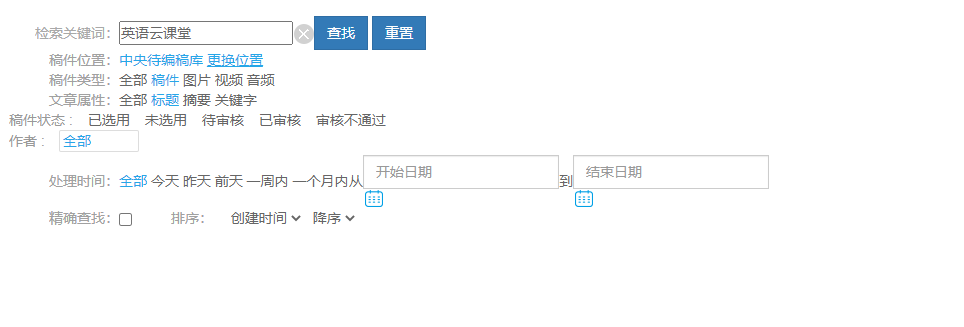 检索关键词： 英语云课堂 查找 重置
稿件位置：中央待编稿库 更换位置
稿件类型：全部 稿件 图片 视频 音频
文章属性：全部 标题 摘要 关键字
稿件状态： 已选用 未选用 待审核 已审核 审核不通过
作者： 全部
处理时间：全部 今天 昨天 前天 一周内 一个月内从 开始日期 到 结束日期
精确查找： 排序： 创建时间 降序